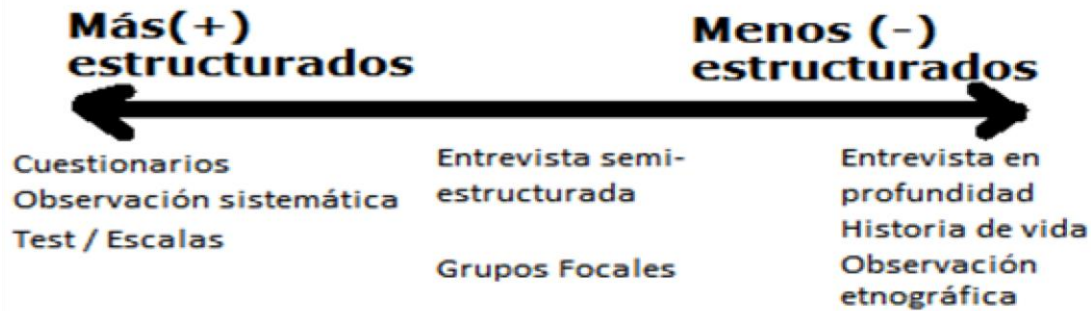 Más(+)
estructurados
Menos (-)
estructurados
Cuestionarios
Observación sistemática
Test / Escalas
Entrevista semi-
estructurada
Grupos Focales
Entrevista en
profundidad
Historia de vida
Observación
etnográfica